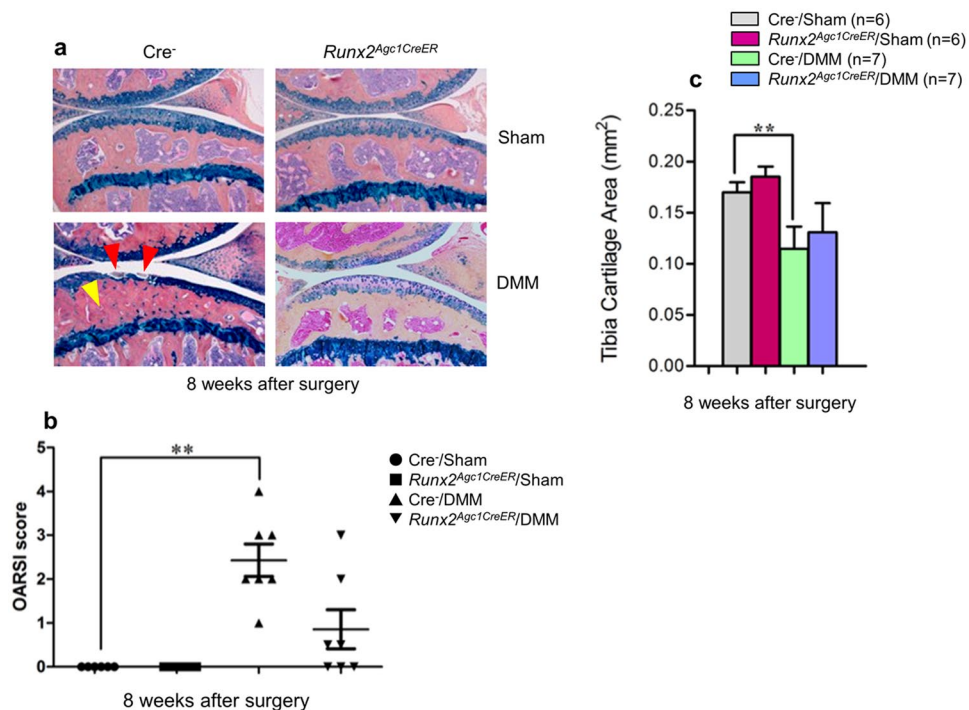 a
Cre⁻
Runx2ᴬᵍᶜ¹ᶜʳᵉᴱᴿ
Sham
DMM
8 weeks after surgery
c
Cre⁻/Sham (n=6)
Runx2ᴬᵍᶜ¹ᶜʳᵉᴱᴿ/Sham (n=6)
Cre⁻/DMM (n=7)
Runx2ᴬᵍᶜ¹ᶜʳᵉᴱᴿ/DMM (n=7)
**
Tibia Cartilage Area (mm²)
0.20
0.15
0.10
0.05
0.00
8 weeks after surgery
b
**
OARSI score
5
4
3
2
1
0
Cre⁻/Sham
Runx2ᴬᵍᶜ¹ᶜʳᵉᴱᴿ/Sham
Cre⁻/DMM
Runx2ᴬᵍᶜ¹ᶜʳᵉᴱᴿ/DMM
8 weeks after surgery